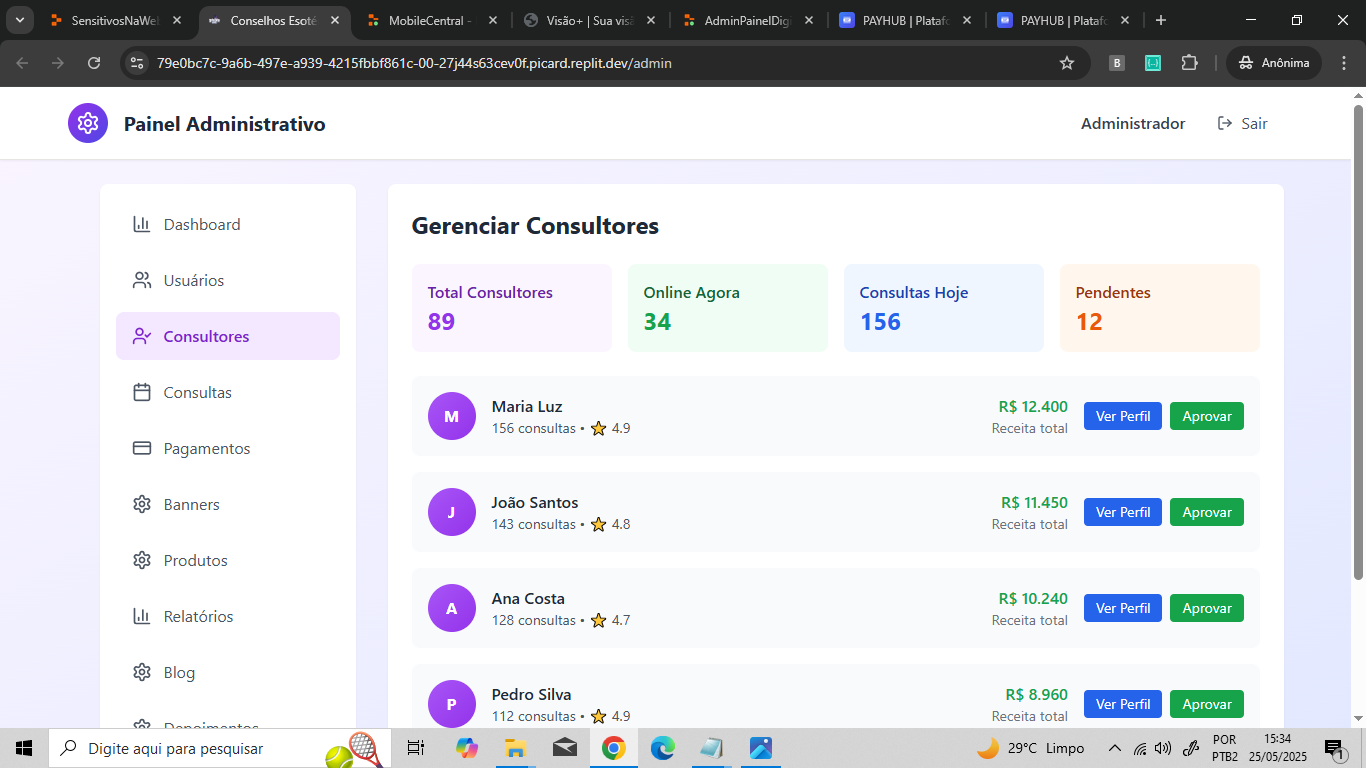 SensitivosNaWel
Conselhos Esoté
MobileCentral -
Visão+ | Sua visã
AdminPainelDigi
PAYHUB | Platafo
PAYHUB | Platafo
79e0bc7c-9a6b-497e-a939-4215fbbf861c-00-27j44s63cev0f.picard.replit.dev/admin
B
Anônima
Painel Administrativo
Administrador
Sair
Dashboard
Usuários
Consultores
Consultas
Pagamentos
Banners
Produtos
Relatórios
Blog
Depoimentos
Gerenciar Consultores
Total Consultores
89
Online Agora
34
Consultas Hoje
156
Pendentes
12
M
Maria Luz
156 consultas • ⭐ 4.9
R$ 12.400
Receita total
Ver Perfil
Aprovar
J
João Santos
143 consultas • ⭐ 4.8
R$ 11.450
Receita total
Ver Perfil
Aprovar
A
Ana Costa
128 consultas • ⭐ 4.7
R$ 10.240
Receita total
Ver Perfil
Aprovar
P
Pedro Silva
112 consultas • ⭐ 4.9
R$ 8.960
Receita total
Ver Perfil
Aprovar
Digite aqui para pesquisar
29°C Limpo
POR
PTB2
15:34
25/05/2025
1